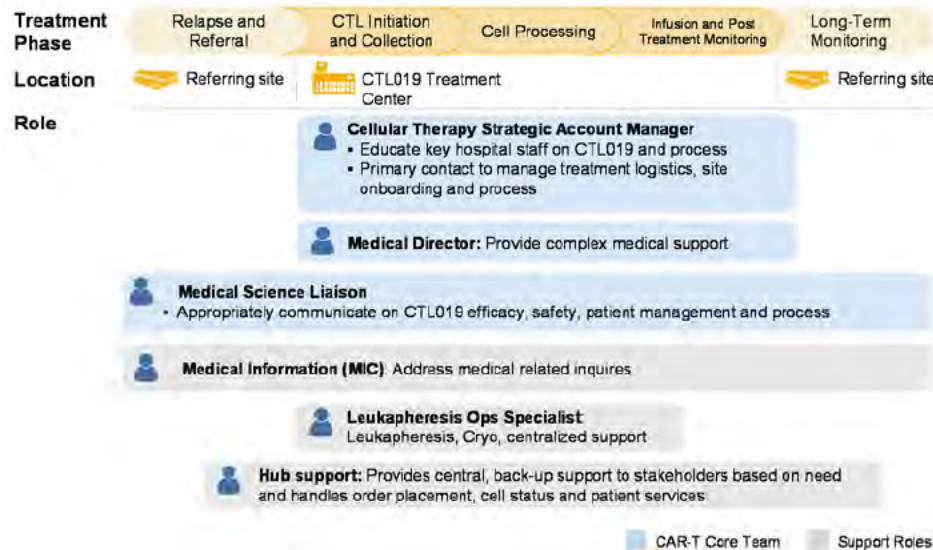 Treatment Phase
Relapse and Referral
CTL Initiation and Collection
Cell Processing
Infusion and Post Treatment Monitoring
Long-Term Monitoring
Location
Referring site
CTL019 Treatment Center
Referring site
Role
Cellular Therapy Strategic Account Manager
▪ Educate key hospital staff on CTL019 and process
▪ Primary contact to manage treatment logistics, site
onboarding and process
Medical Director: Provide complex medical support
Medical Science Liaison
• Appropriately communicate on CTL019 efficacy, safety, patient management and process
Medical Information (MIC) Address medical related inquires
Leukapheresis Ops Specialist
Leukapheresis, Cryo, centralized support
Hub support: Provides central, back-up support to stakeholders based on need
and handles order placement, cell status and patient services
CAR-T Core Team
Support Roles